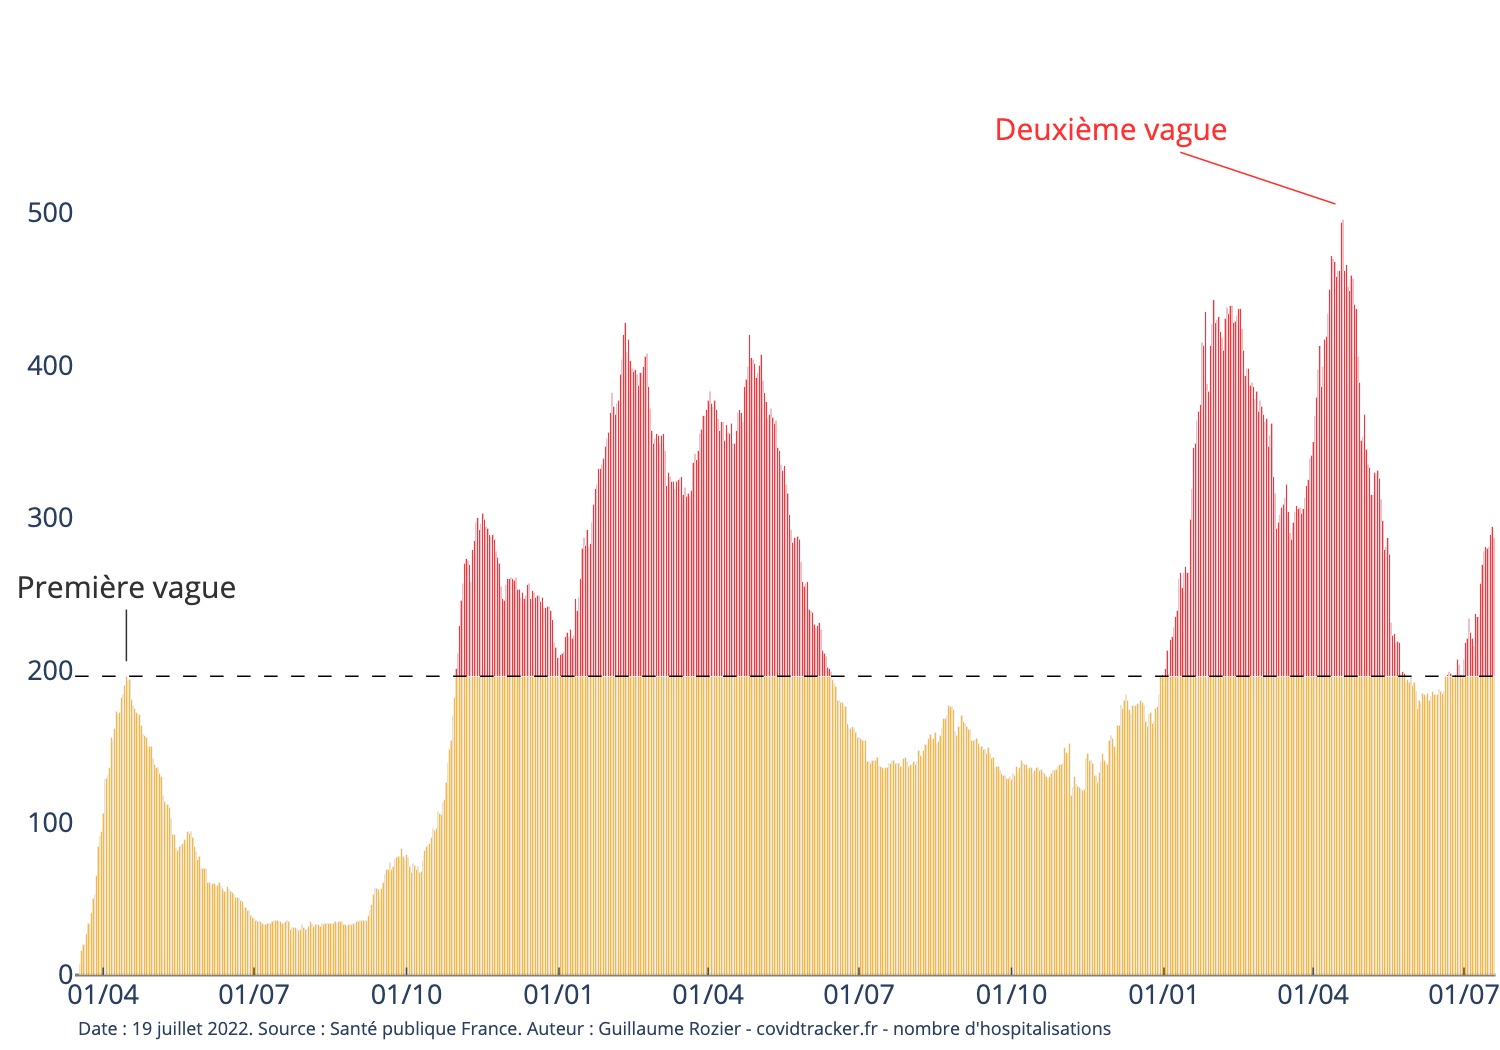 Deuxième vague
500
400
300
Première vague
200
100
0
01/04 01/07 01/10 01/01 01/04 01/07 01/10 01/01 01/04 01/07
Date : 19 juillet 2022. Source : Santé publique France. Auteur : Guillaume Rozier - covidtracker.fr - nombre d'hospitalisations